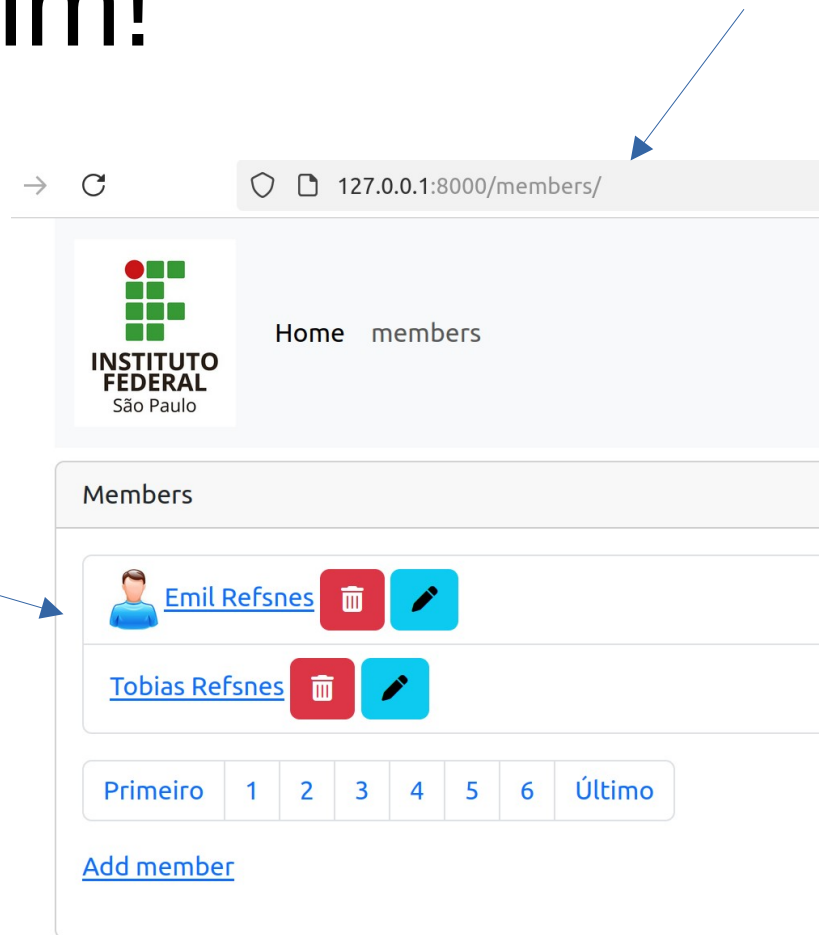 127.0.0.1:8000/members/
INSTITUTO
FEDERAL
São Paulo
Home members
Members
Emil Refsnes
Tobias Refsnes
Primeiro 1 2 3 4 5 6 Último
Add member